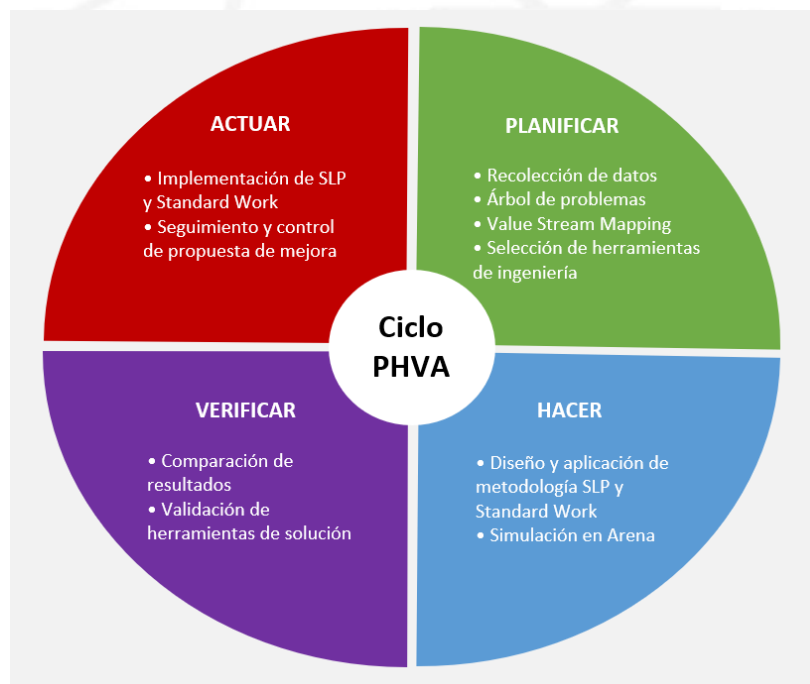 ACTUAR
• Implementación de SLP
y Standard Work
• Seguimiento y control
de propuesta de mejora
PLANIFICAR
• Recolección de datos
• Árbol de problemas
• Value Stream Mapping
• Selección de herramientas
de ingeniería
Ciclo
PHVA
VERIFICAR
• Comparación de
resultados
• Validación de
herramientas de solución
HACER
• Diseño y aplicación de
metodología SLP y
Standard Work
• Simulación en Arena